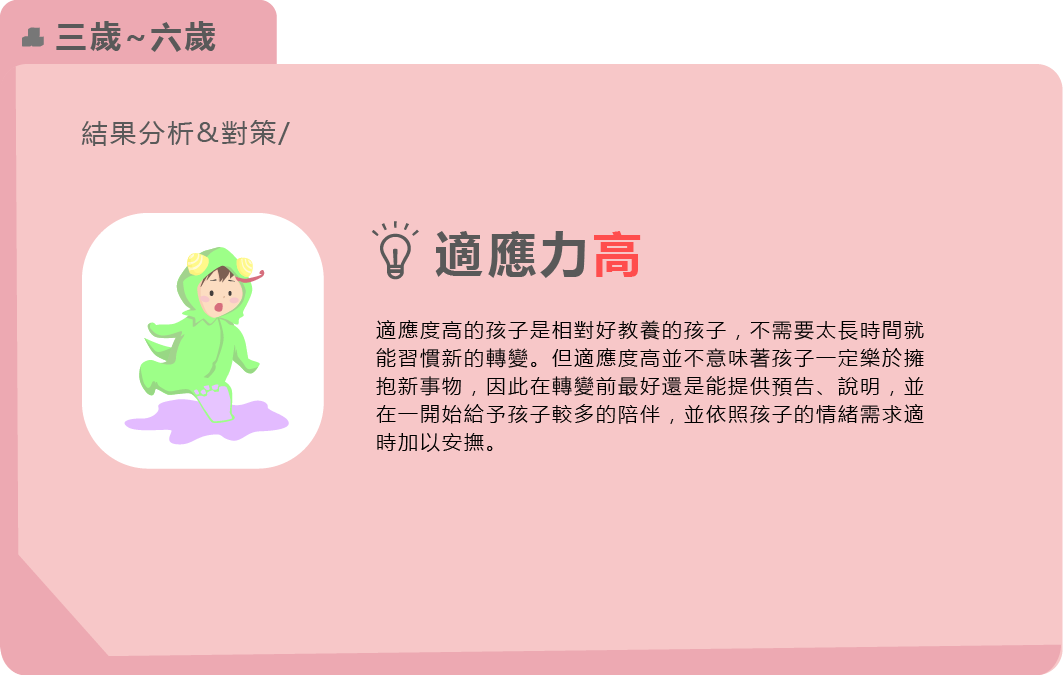 三歲~六歲
結果分析&對策/
適應力高
適應度高的孩子是相對好教養的孩子，不需要太長時間就
能習慣新的轉變。但適應度高並不意味著孩子一定樂於擁
抱新事物，因此在轉變前最好還是能提供預告、說明，並
在一開始給予孩子較多的陪伴，並依照孩子的情緒需求適
時加以安撫。